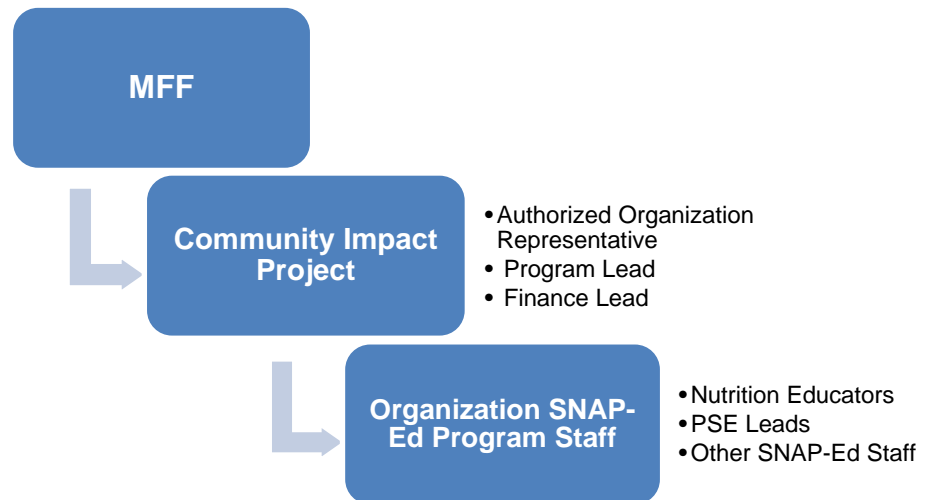 MFF
Community Impact
Project
•Authorized Organization
Representative
• Program Lead
• Finance Lead
Organization SNAP-
Ed Program Staff
•Nutrition Educators
•PSE Leads
•Other SNAP-Ed Staff